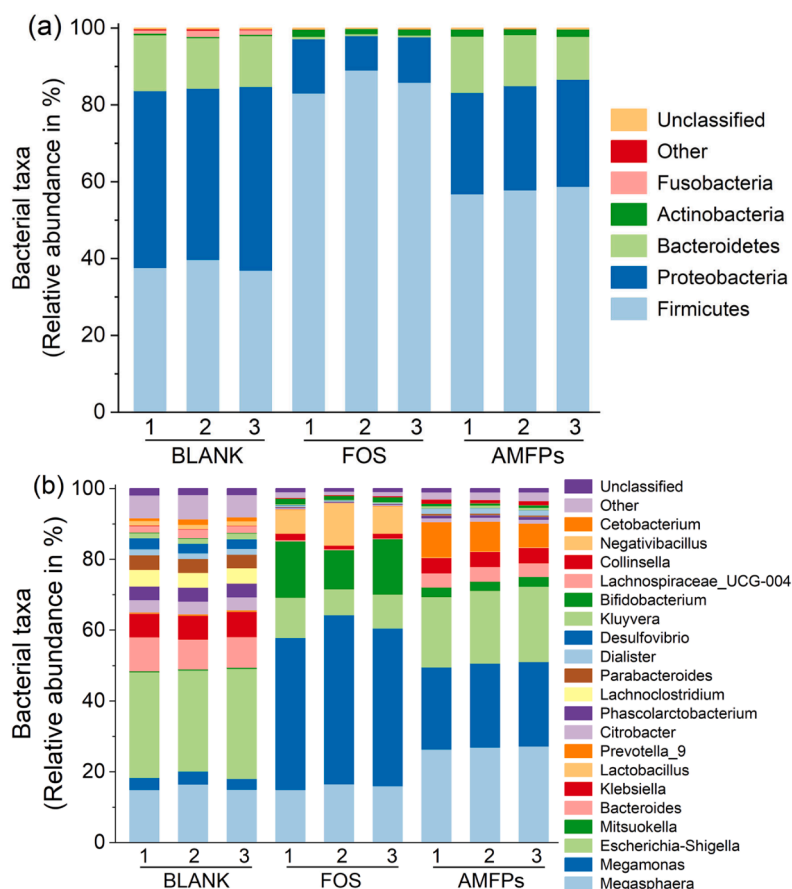 (a)
Bacterial taxa
(Relative abundance in %)
100
80
60
40
20
0
1 2 3 1 2 3 1 2 3
BLANK FOS AMFPs
Unclassified
Other
Fusobacteria
Actinobacteria
Bacteroidetes
Proteobacteria
Firmicutes
(b)
Bacterial taxa
(Relative abundance in %)
100
80
60
40
20
0
1 2 3 1 2 3 1 2 3
BLANK FOS AMFPs
Unclassified
Other
Cetobacterium
Negativibacillus
Collinsella
Lachnospiraceae_UCG-004
Bifidobacterium
Kluyvera
Desulfovibrio
Dialister
Parabacteroides
Lachnoclostridium
Phascolarctobacterium
Citrobacter
Prevotella_9
Lactobacillus
Klebsiella
Bacteroides
Mitsuokella
Escherichia-Shigella
Megamonas
Megasphaera